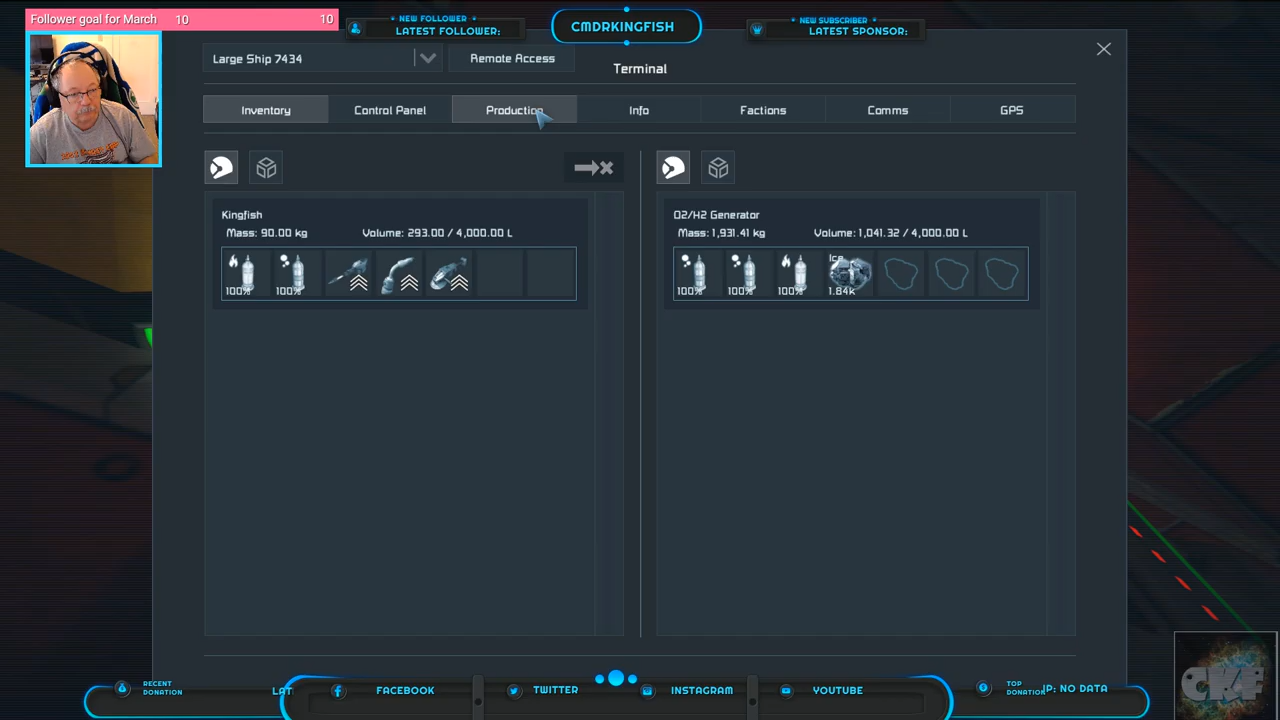 Follower goal for March 10 10
NEW FOLLOWER
LATEST FOLLOWER:
CMDRKINGFISH
NEW SUBSCRIBER
LATEST SPONSOR:
Large Ship 7434
Remote Access
Terminal
Inventory
Control Panel
Production
Info
Factions
Comms
GPS
Kingfish
Mass: 90.00 kg Volume: 293.00 / 4,000.00 L
100% 100%
O2/H2 Generator
Mass: 1,931.41 kg Volume: 1,041.32 / 4,000.00 L
Ice
100% 100% 100% 1.84k
RECENT DONATION
LAT
FACEBOOK
TWITTER
INSTAGRAM
YOUTUBE
TOP DONATION
IP: NO DATA
CKF